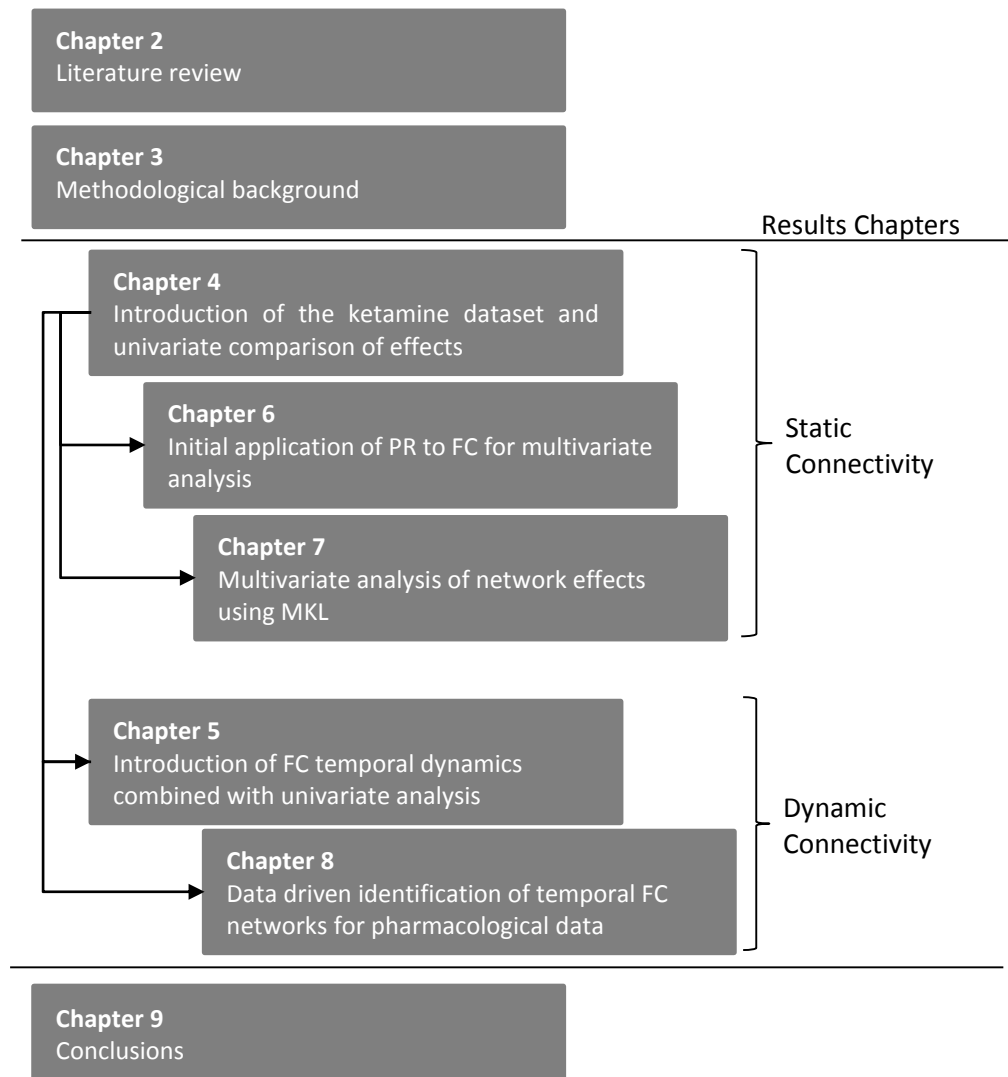 Chapter 2
Literature review
Chapter 3
Methodological background
Results Chapters
Chapter 4
Introduction of the ketamine dataset and
univariate comparison of effects
Chapter 6
Initial application of PR to FC for multivariate
analysis
Static
Connectivity
Chapter 7
Multivariate analysis of network effects
using MKL
Chapter 5
Introduction of FC temporal dynamics
combined with univariate analysis
Dynamic
Connectivity
Chapter 8
Data driven identification of temporal FC
networks for pharmacological data
Chapter 9
Conclusions